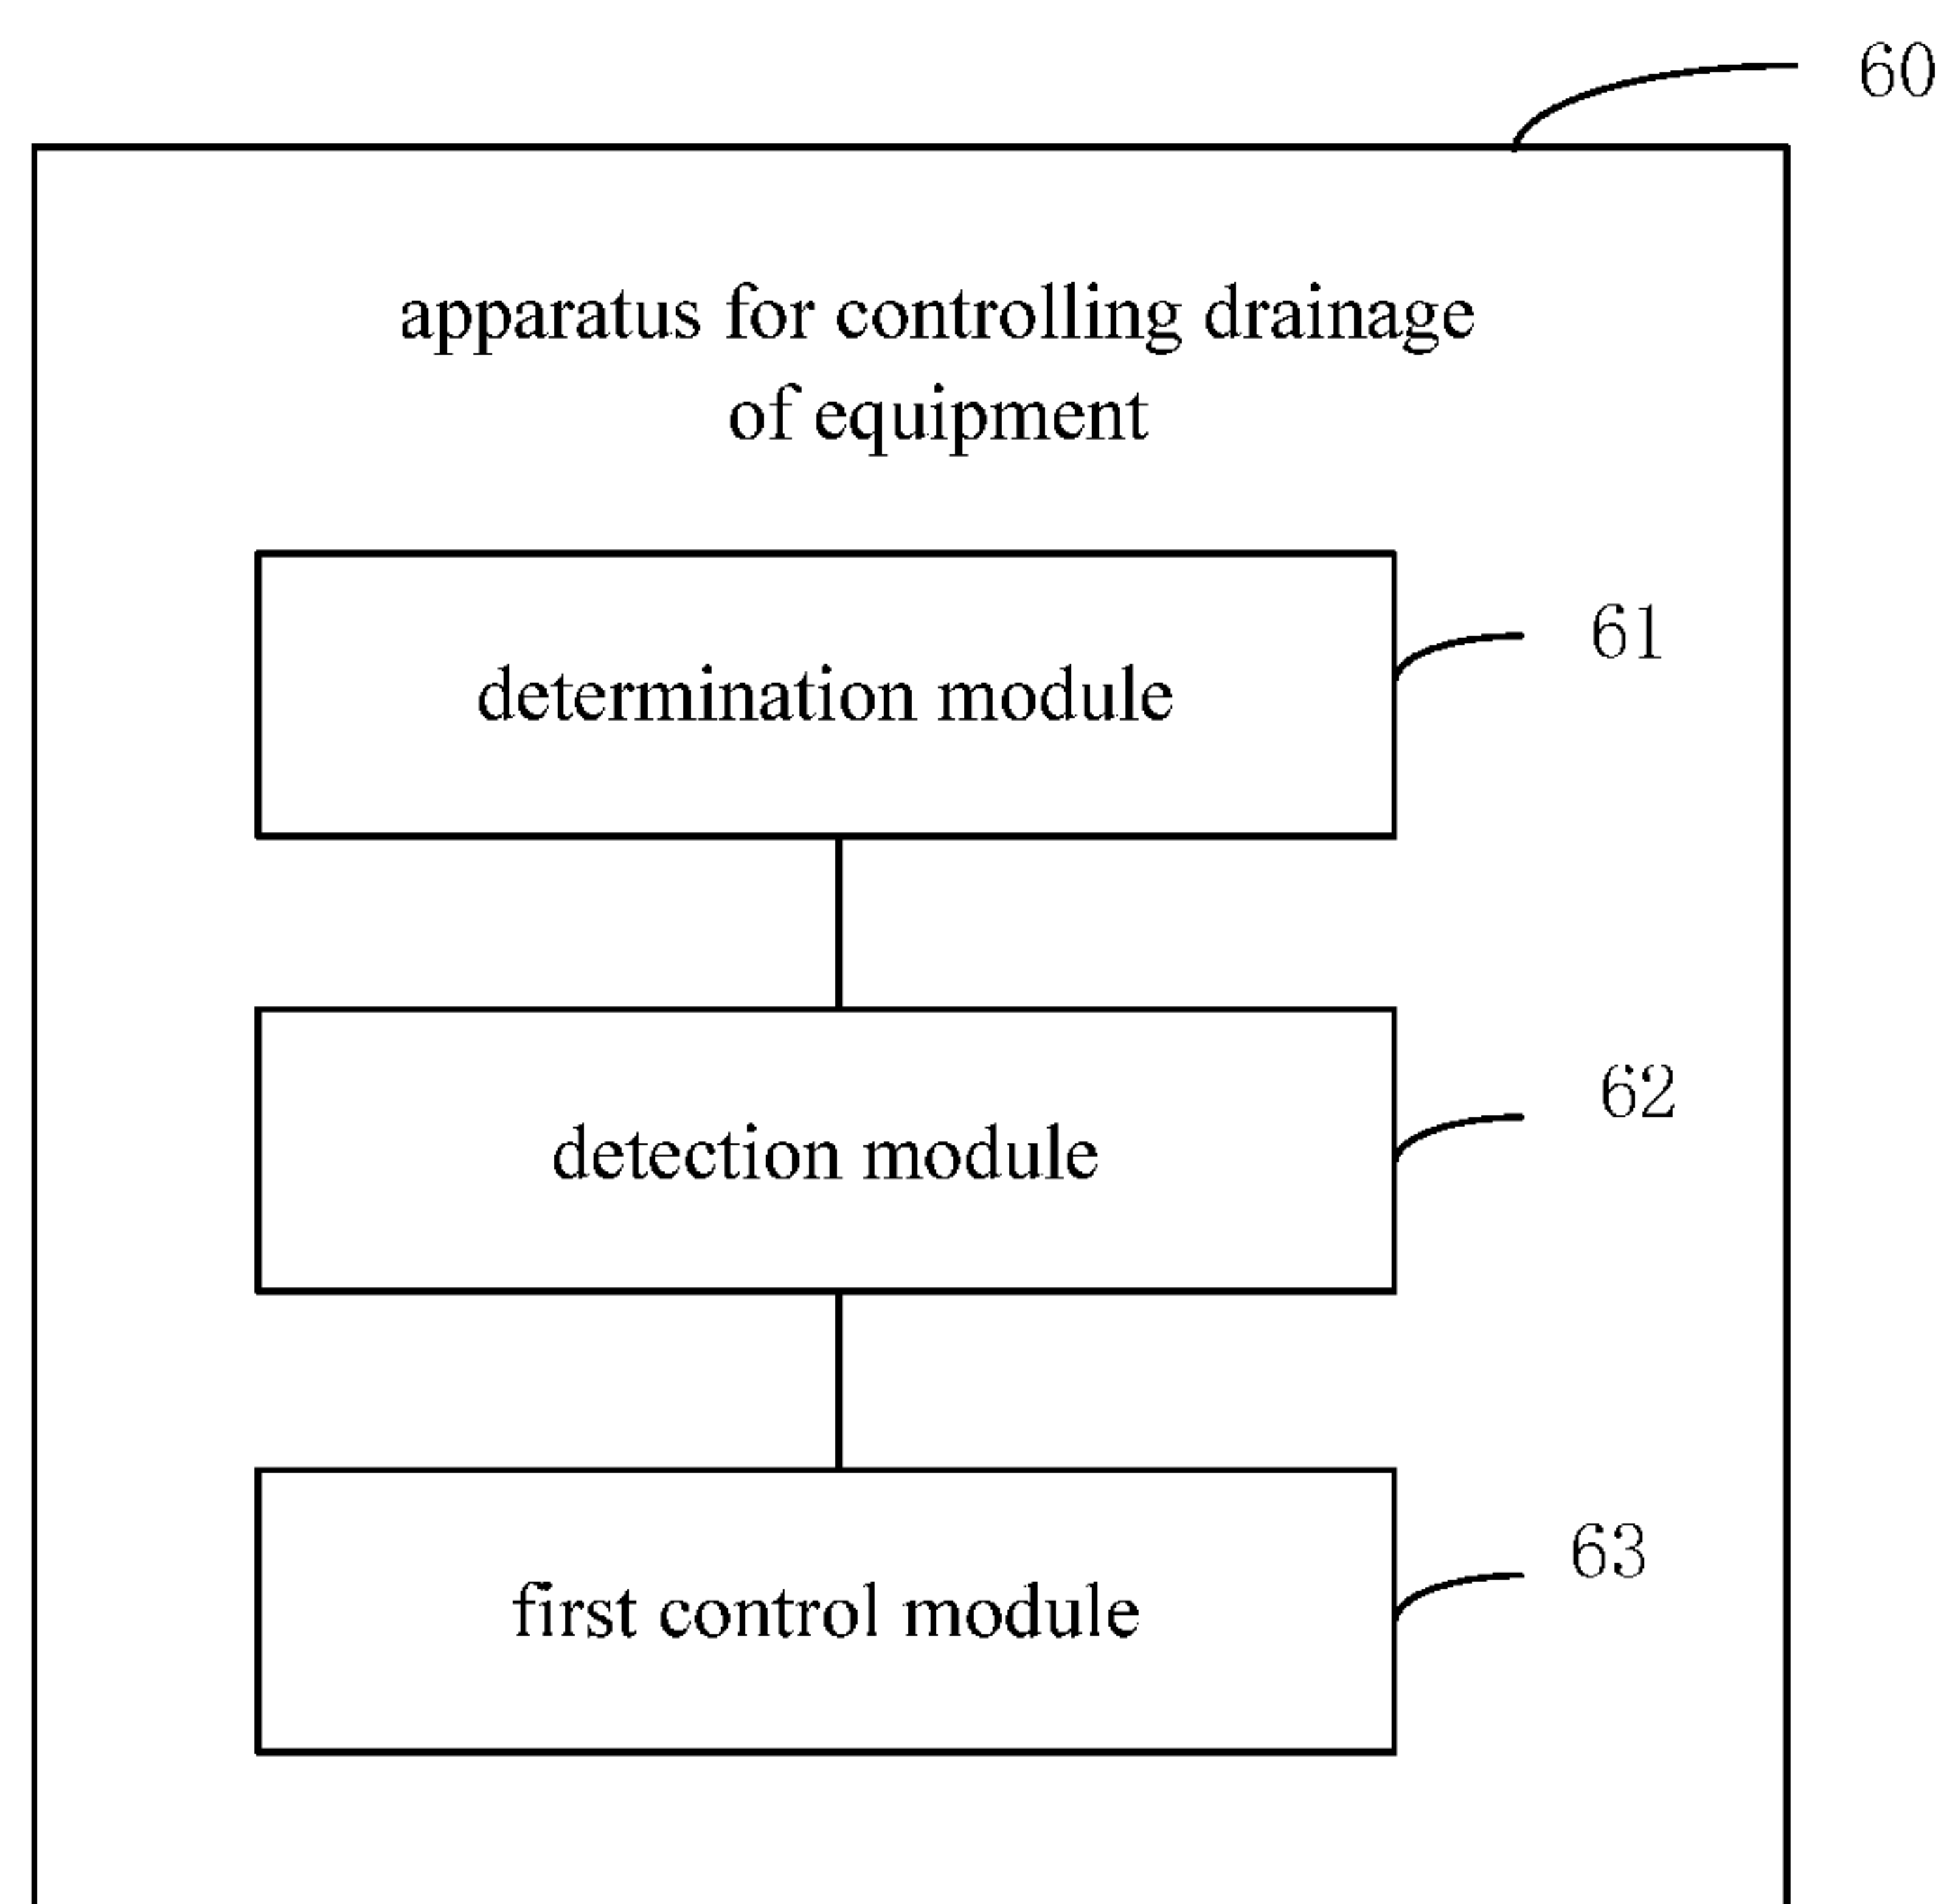 60
apparatus for controlling drainage
of equipment
61
determination module
62
detection module
63
first control module